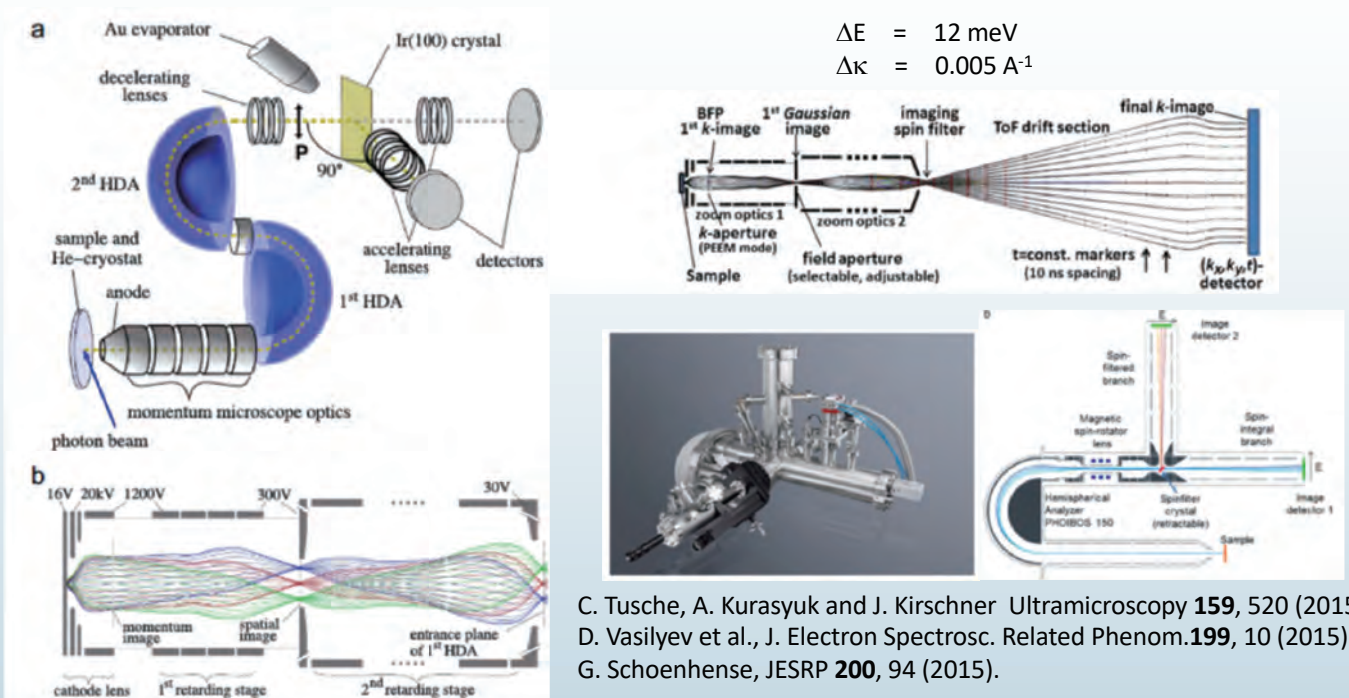 a
Au evaporator
Ir(100) crystal
decelerating
lenses
P
90°
2nd HDA
sample and
He-cryostat
accelerating
lenses
detectors
anode
1st HDA
momentum microscope optics
photon beam
b
16V 20kV 1200V 300V 30V
momentum
image
spatial
image
entrance plane
of 1st HDA
cathode lens
1st retarding stage
2nd retarding stage
ΔE = 12 meV
Δκ = 0.005 A-1
BFP
1st k-image
1st Gaussian
image
imaging
spin filter
ToF drift section
final k-image
zoom optics 1
zoom optics 2
k-aperture
(PEEM mode)
Sample
field aperture
(selectable, adjustable)
t=const. markers
(10 ns spacing)
(kx,ky,t)-
detector
E
Image
detector 2
Spin-
filtered
branch
Magnetic
spin-rotator
lens
Spin-
integral
branch
E
Hemispherical
Analyzer
PHOIBOS 150
Spinfilter
crystal
(retractable)
Image
detector 1
Sample
C. Tusche, A. Kurasyuk and J. Kirschner Ultramicroscopy 159, 520 (2015
D. Vasilyev et al., J. Electron Spectrosc. Related Phenom.199, 10 (2015)
G. Schoenhense, JESRP 200, 94 (2015).